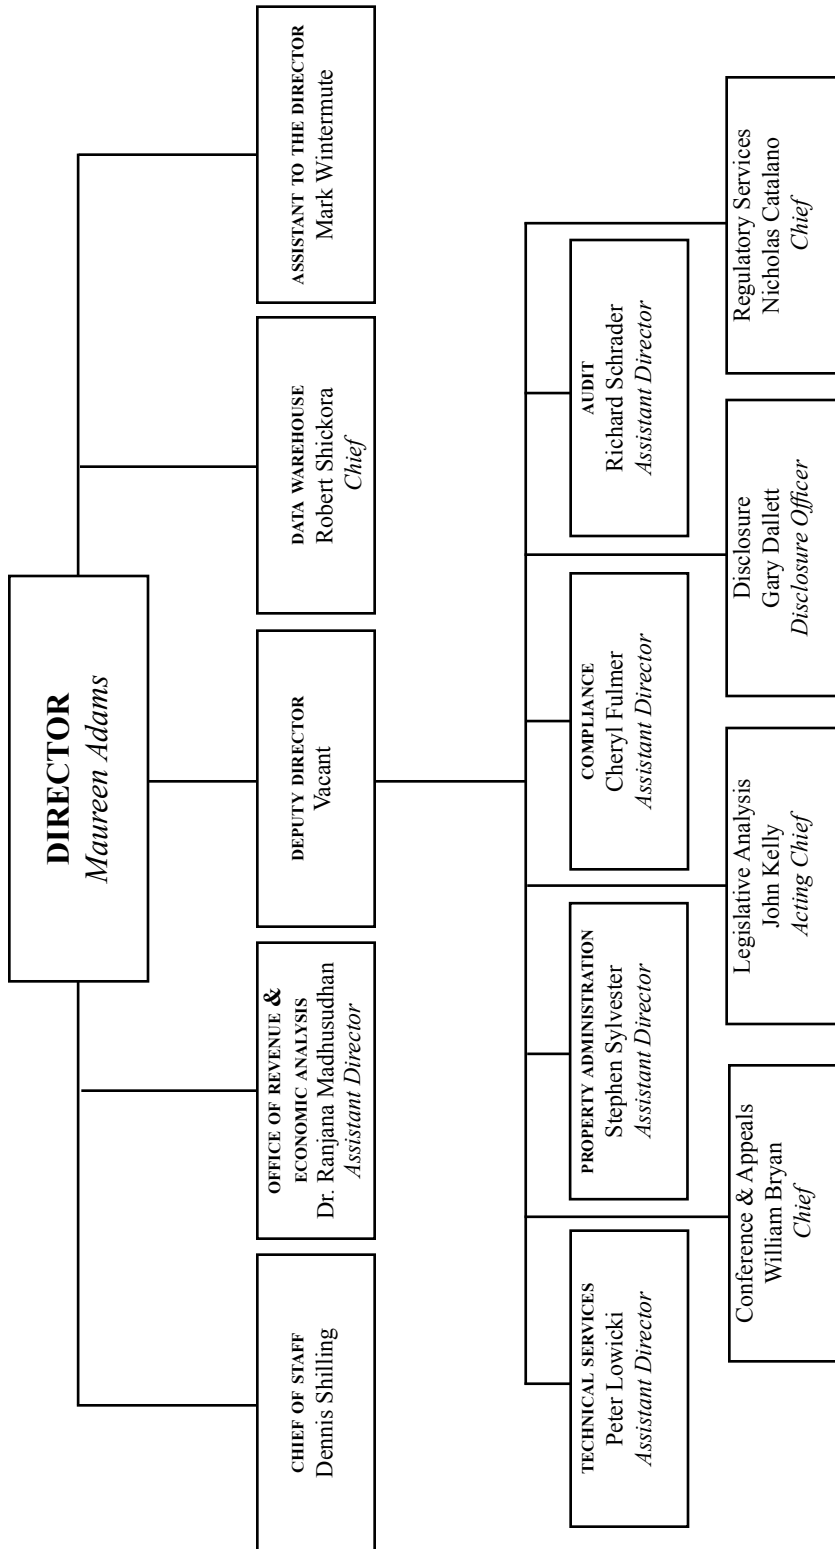 DIRECTOR
Maureen Adams
CHIEF OF STAFF
Dennis Shilling
OFFICE OF REVENUE &
ECONOMIC ANALYSIS
Dr. Ranjana Madhusudhan
Assistant Director
DEPUTY DIRECTOR
Vacant
DATA WAREHOUSE
Robert Shickora
Chief
ASSISTANT TO THE DIRECTOR
Mark Wintermute
TECHNICAL SERVICES
Peter Lowicki
Assistant Director
PROPERTY ADMINISTRATION
Stephen Sylvester
Assistant Director
COMPLIANCE
Cheryl Fulmer
Assistant Director
AUDIT
Richard Schrader
Assistant Director
Conference & Appeals
William Bryan
Chief
Legislative Analysis
John Kelly
Acting Chief
Disclosure
Gary Dallett
Disclosure Officer
Regulatory Services
Nicholas Catalano
Chief